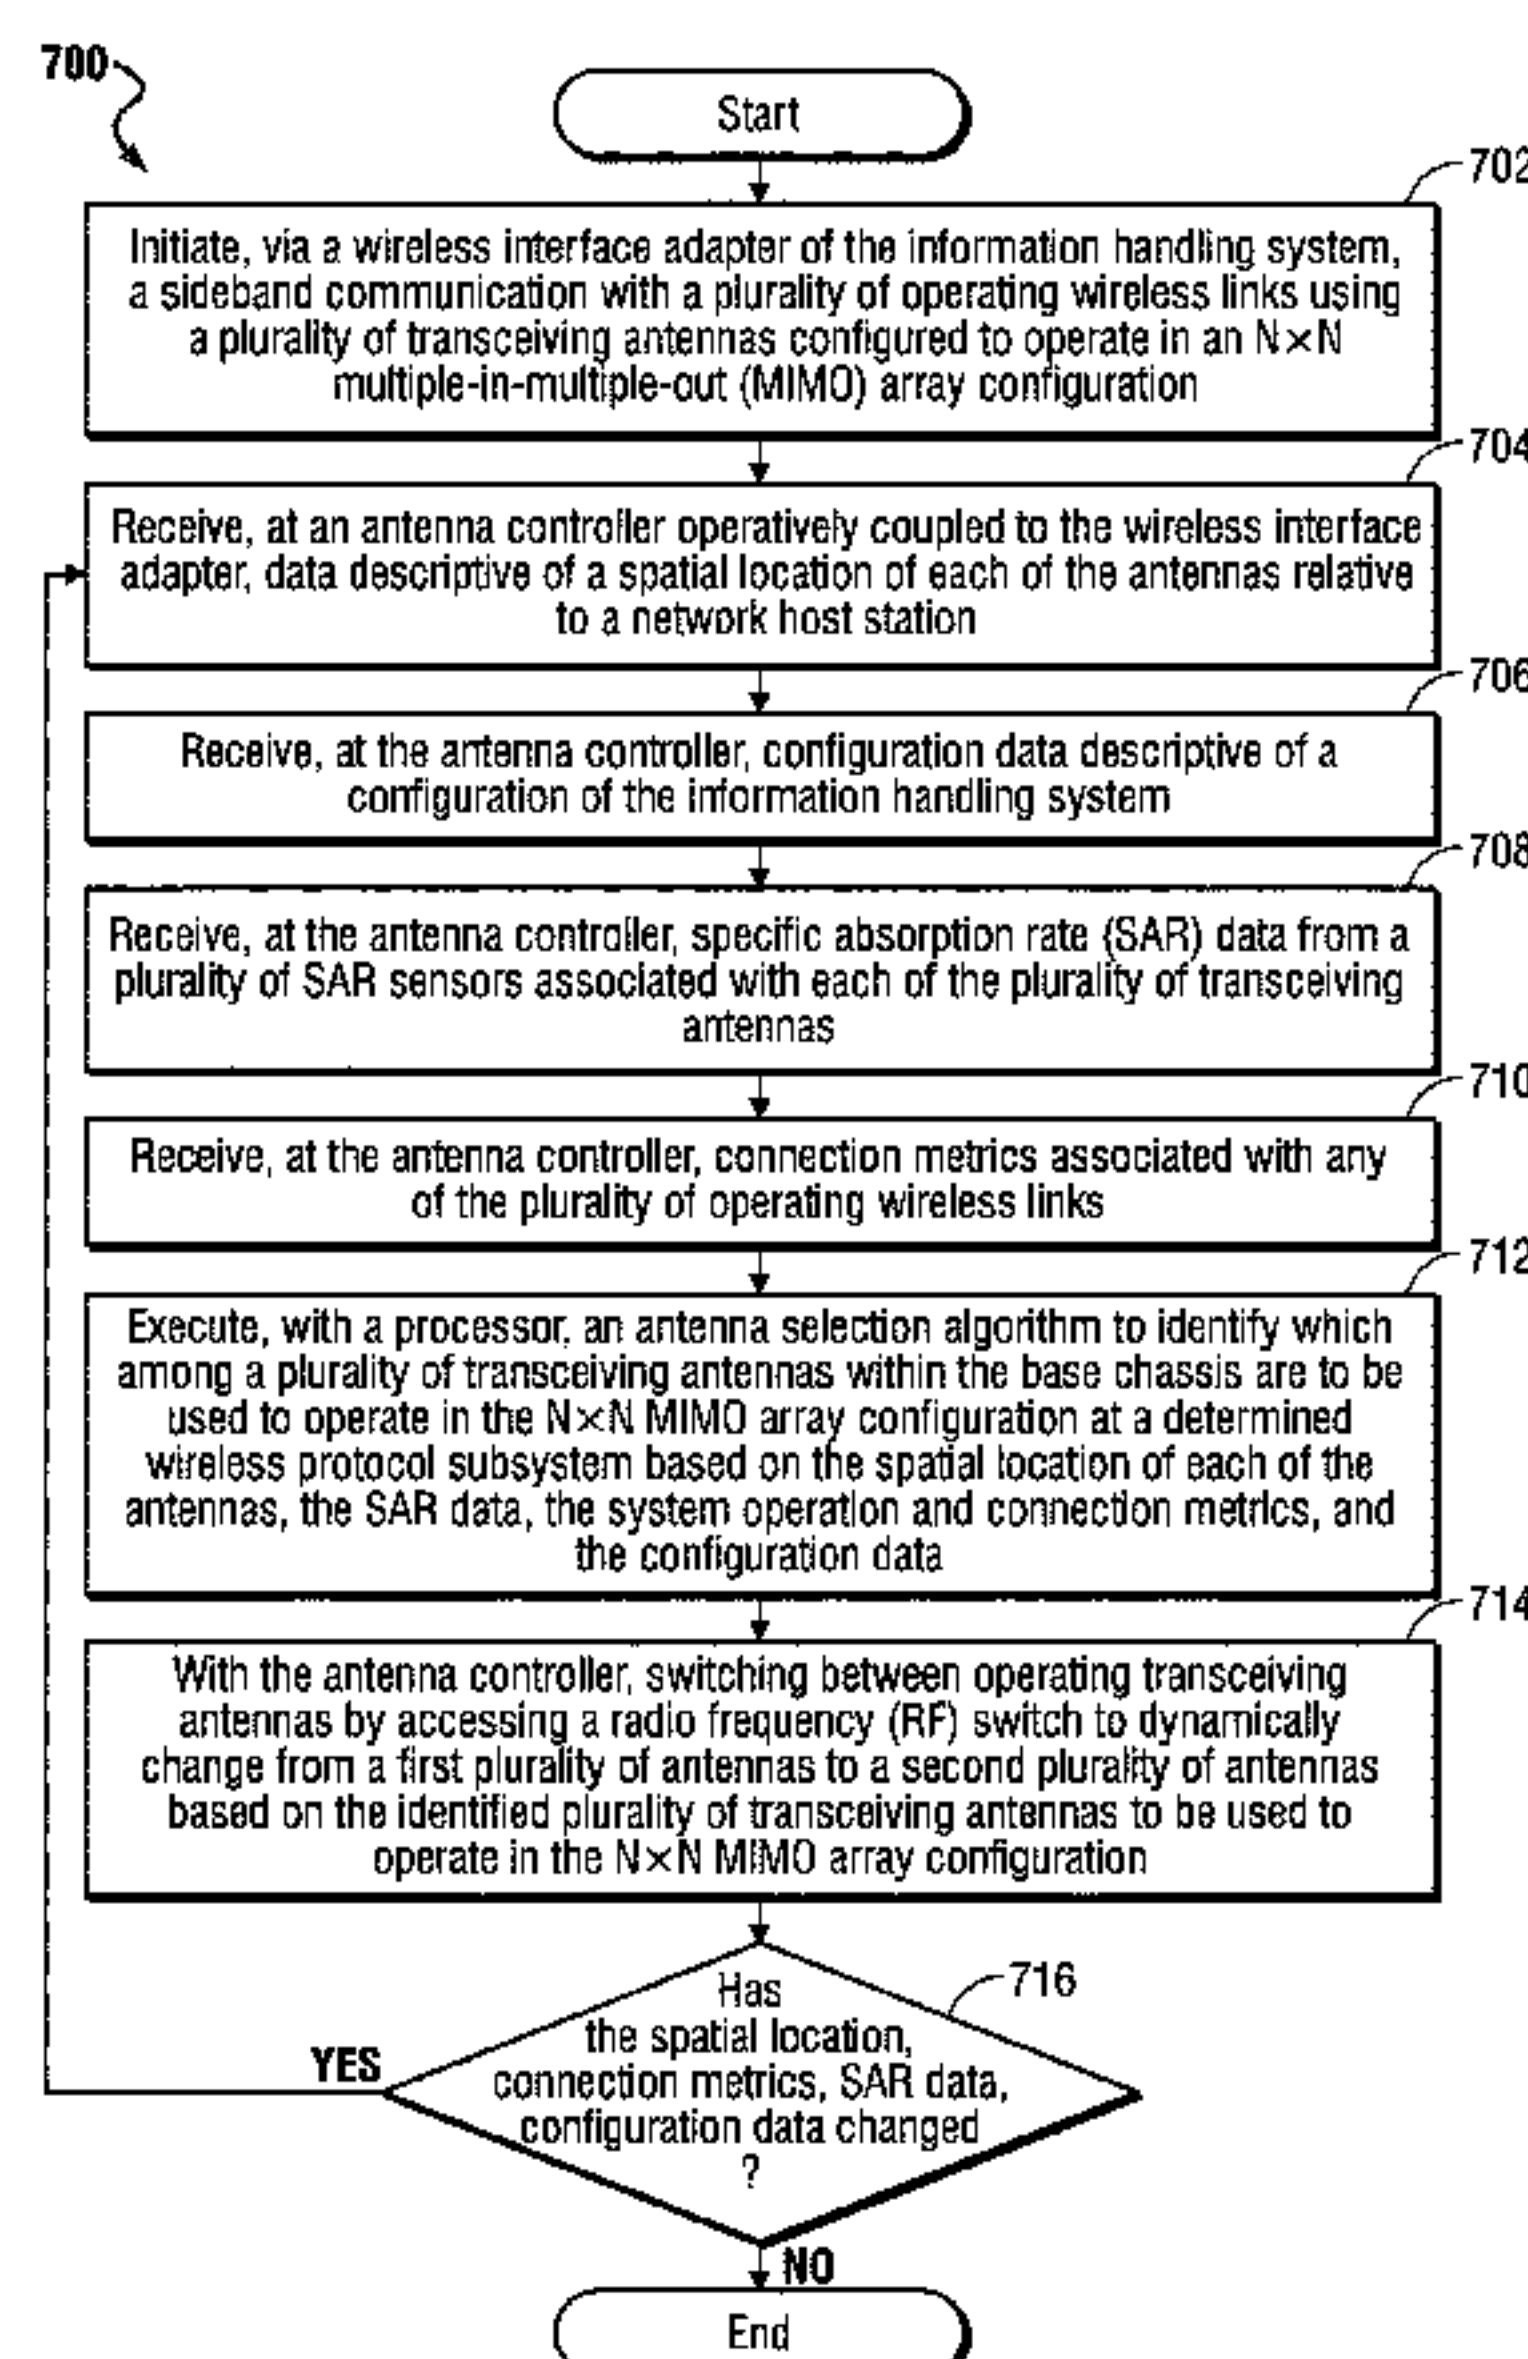 700
Start
702
Initiate, via a wireless interface adapter of the information handling system,
a sideband communication with a plurality of operating wireless links using
a plurality of transceiving antennas configured to operate in an N×N
multiple-in-multiple-out (MIMO) array configuration
704
Receive, at an antenna controller operatively coupled to the wireless interface
adapter, data descriptive of a spatial location of each of the antennas relative
to a network host station
706
Receive, at the antenna controller, configuration data descriptive of a
configuration of the information handling system
708
Receive, at the antenna controller, specific absorption rate (SAR) data from a
plurality of SAR sensors associated with each of the plurality of transceiving
antennas
710
Receive, at the antenna controller, connection metrics associated with any
of the plurality of operating wireless links
712
Execute, with a processor, an antenna selection algorithm to identify which
among a plurality of transceiving antennas within the base chassis are to be
used to operate in the N×N MIMO array configuration at a determined
wireless protocol subsystem based on the spatial location of each of the
antennas, the SAR data, the system operation and connection metrics, and
the configuration data
714
With the antenna controller, switching between operating transceiving
antennas by accessing a radio frequency (RF) switch to dynamically
change from a first plurality of antennas to a second plurality of antennas
based on the identified plurality of transceiving antennas to be used to
operate in the N×N MIMO array configuration
716
Has
the spatial location,
connection metrics, SAR data,
configuration data changed
?
YES
NO
End